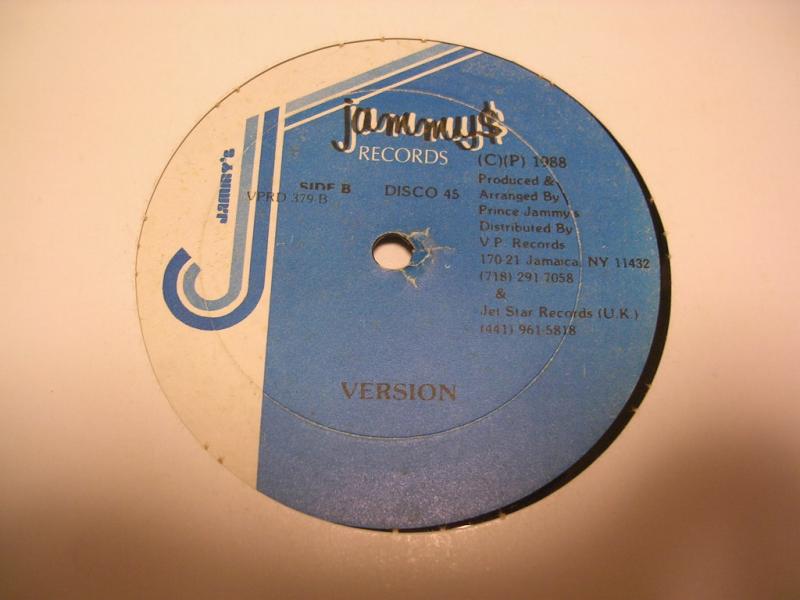 jammy$
RECORDS
JAMMY'S
SIDE B
VPRD 379-B
DISCO 45
(C)(P) 1988
Produced &
Arranged By
Prince Jammy's
Distributed By
V.P. Records
170-21 Jamaica, NY 11432
(718) 291-7058
&
Jet Star Records (U.K.)
(441) 961-5818
VERSION